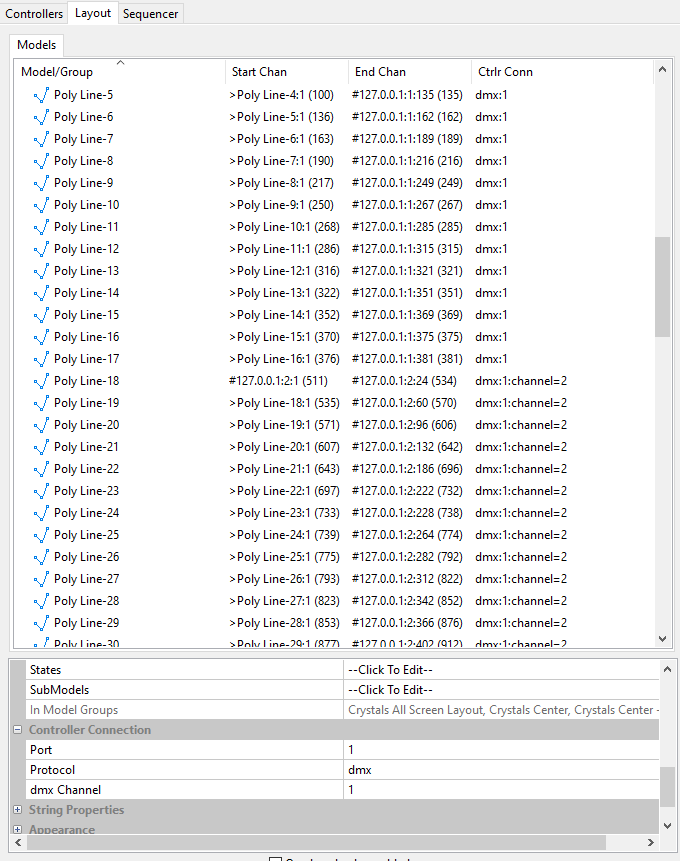 Controllers Layout Sequencer
Models
Model/Group Start Chan End Chan Ctrlr Conn
Poly Line-5 >Poly Line-4:1 (100) #127.0.0.1:1:135 (135) dmx:1
Poly Line-6 >Poly Line-5:1 (136) #127.0.0.1:1:162 (162) dmx:1
Poly Line-7 >Poly Line-6:1 (163) #127.0.0.1:1:189 (189) dmx:1
Poly Line-8 >Poly Line-7:1 (190) #127.0.0.1:1:216 (216) dmx:1
Poly Line-9 >Poly Line-8:1 (217) #127.0.0.1:1:249 (249) dmx:1
Poly Line-10 >Poly Line-9:1 (250) #127.0.0.1:1:267 (267) dmx:1
Poly Line-11 >Poly Line-10:1 (268) #127.0.0.1:1:285 (285) dmx:1
Poly Line-12 >Poly Line-11:1 (286) #127.0.0.1:1:315 (315) dmx:1
Poly Line-13 >Poly Line-12:1 (316) #127.0.0.1:1:321 (321) dmx:1
Poly Line-14 >Poly Line-13:1 (322) #127.0.0.1:1:351 (351) dmx:1
Poly Line-15 >Poly Line-14:1 (352) #127.0.0.1:1:369 (369) dmx:1
Poly Line-16 >Poly Line-15:1 (370) #127.0.0.1:1:375 (375) dmx:1
Poly Line-17 >Poly Line-16:1 (376) #127.0.0.1:1:381 (381) dmx:1
Poly Line-18 #127.0.0.1:2:1 (511) #127.0.0.1:2:24 (534) dmx:1:channel=2
Poly Line-19 >Poly Line-18:1 (535) #127.0.0.1:2:60 (570) dmx:1:channel=2
Poly Line-20 >Poly Line-19:1 (571) #127.0.0.1:2:96 (606) dmx:1:channel=2
Poly Line-21 >Poly Line-20:1 (607) #127.0.0.1:2:132 (642) dmx:1:channel=2
Poly Line-22 >Poly Line-21:1 (643) #127.0.0.1:2:186 (696) dmx:1:channel=2
Poly Line-23 >Poly Line-22:1 (697) #127.0.0.1:2:222 (732) dmx:1:channel=2
Poly Line-24 >Poly Line-23:1 (733) #127.0.0.1:2:228 (738) dmx:1:channel=2
Poly Line-25 >Poly Line-24:1 (739) #127.0.0.1:2:264 (774) dmx:1:channel=2
Poly Line-26 >Poly Line-25:1 (775) #127.0.0.1:2:282 (792) dmx:1:channel=2
Poly Line-27 >Poly Line-26:1 (793) #127.0.0.1:2:312 (822) dmx:1:channel=2
Poly Line-28 >Poly Line-27:1 (823) #127.0.0.1:2:342 (852) dmx:1:channel=2
Poly Line-29 >Poly Line-28:1 (853) #127.0.0.1:2:366 (876) dmx:1:channel=2
Poly Line-30 >Poly Line-29:1 (877) #127.0.0.1:2:402 (912) dmx:1:channel=2
States --Click To Edit--
SubModels --Click To Edit--
In Model Groups Crystals All Screen Layout, Crystals Center, Crystals Center -
Controller Connection
Port 1
Protocol dmx
dmx Channel 1
String Properties
Appearance